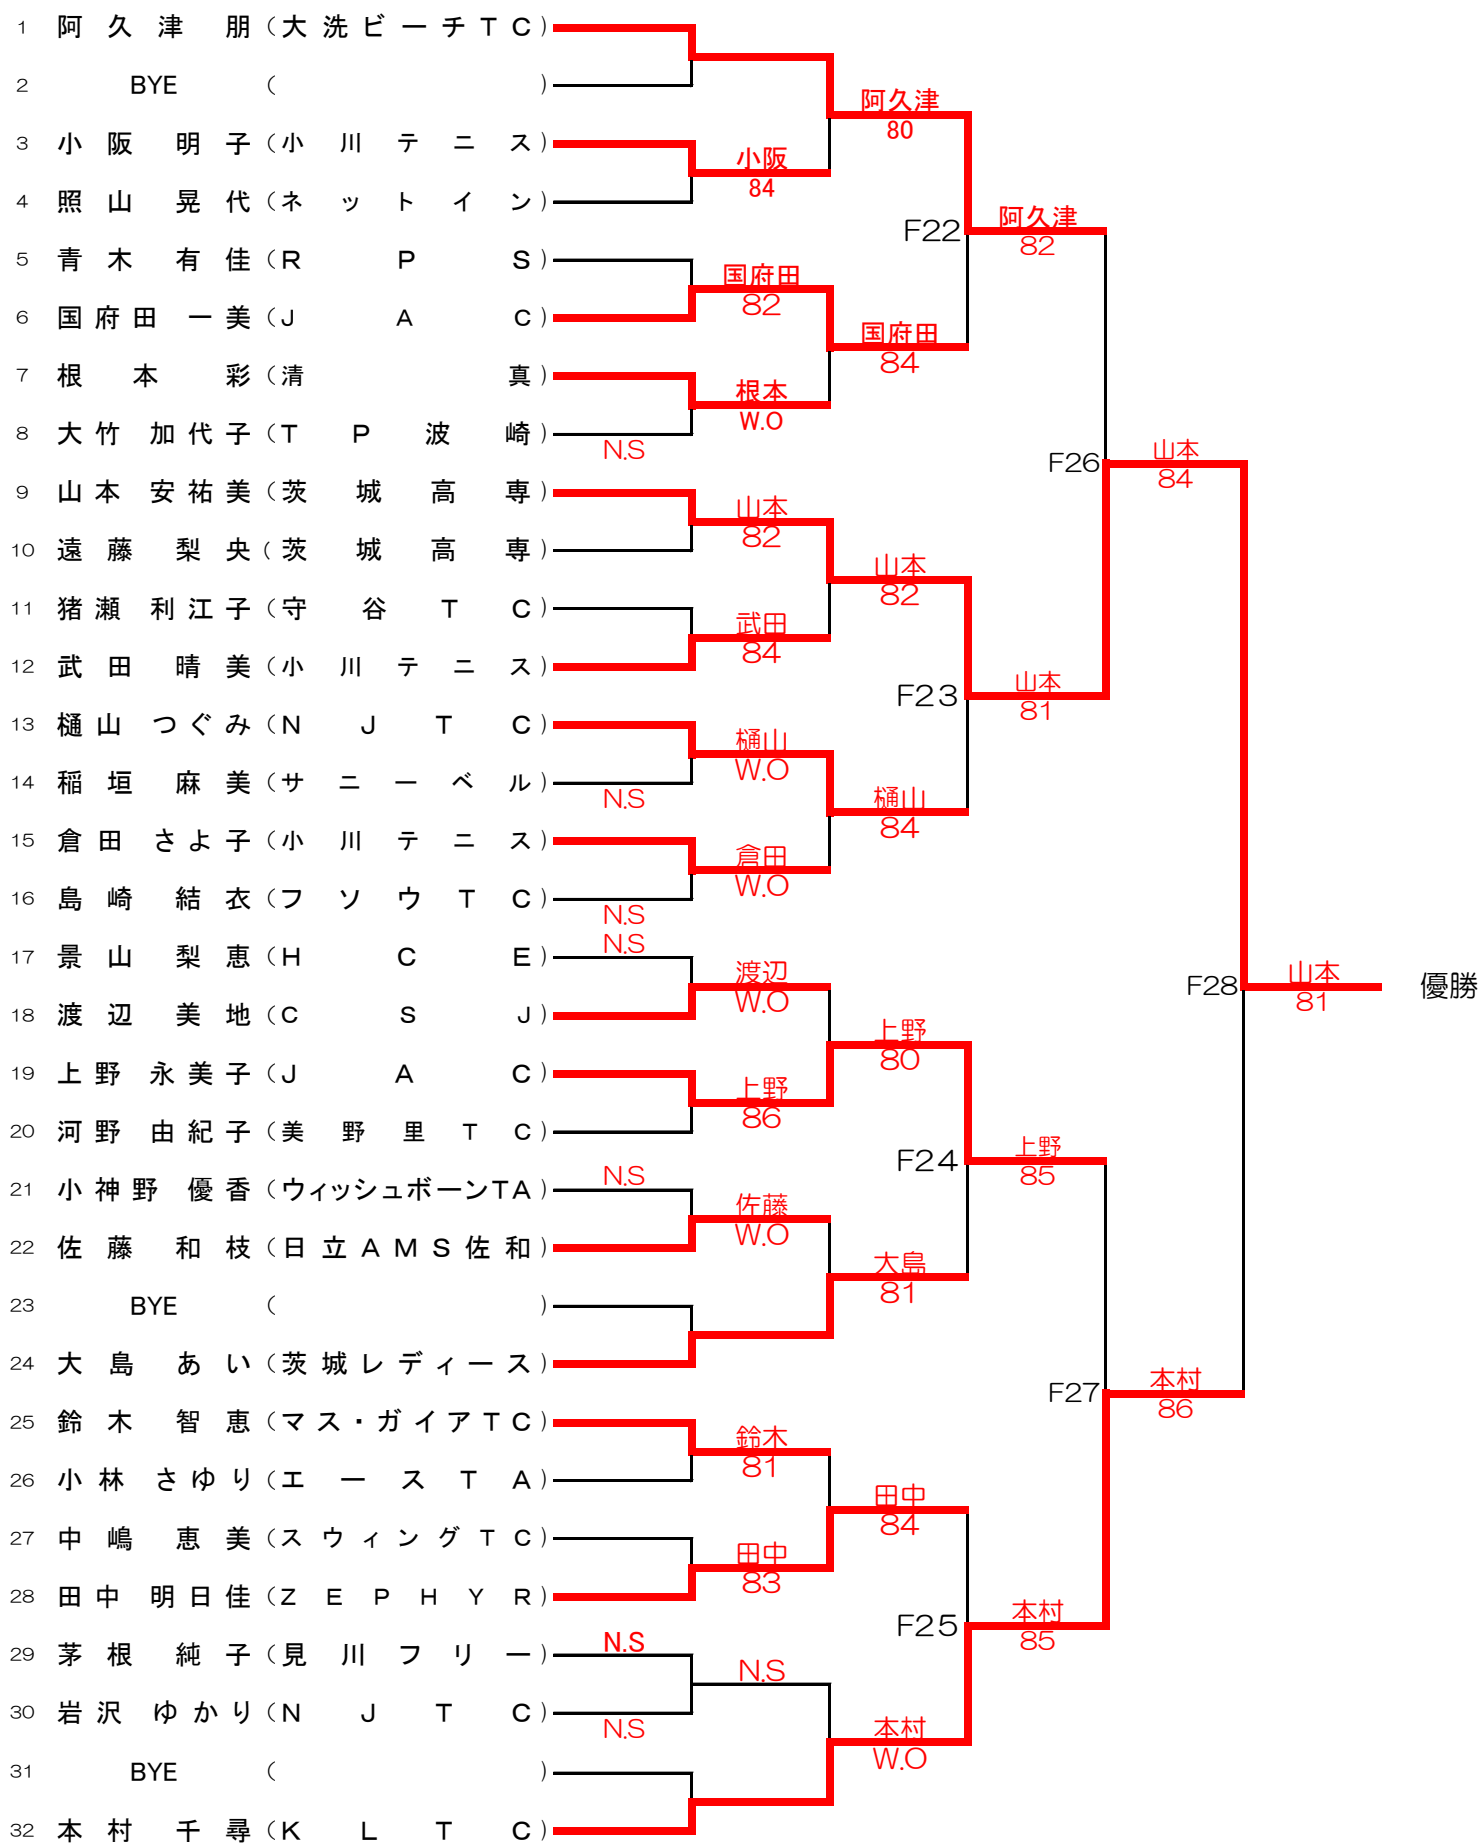 1 阿久津 朋 (大洗ビーチTC)
2 BYE ( )
阿久津
80
3 小阪 明子 (小川テニス)
小阪
84
4 照山 晃代 (ネットイン)
F22
阿久津
82
5 青木 有佳 (RPS)
国府田
82
6 国府田 一美 (JAC)
国府田
84
7 根本 彩 (清真)
根本
W.O
8 大竹 加代子 (TP波崎)
N.S
F26
山本
84
9 山本 安祐美 (茨城高専)
山本
82
10 遠藤 梨央 (茨城高専)
山本
82
11 猪瀬 利江子 (守谷TC)
武田
84
12 武田 晴美 (小川テニス)
F23
山本
81
13 樋山 つぐみ (NJTC)
樋山
W.O
14 稲垣 麻美 (サニーベル)
N.S
樋山
84
15 倉田 さよ子 (小川テニス)
倉田
W.O
16 島崎 結衣 (フソウTC)
N.S
N.S
17 景山 梨恵 (HCE)
渡辺
W.O
F28
山本
81
優勝
18 渡辺 美地 (CSJ)
上野
80
19 上野 永美子 (JAC)
上野
86
20 河野 由紀子 (美野里TC)
F24
上野
85
21 小神野 優香 (ウィッシュボーンTA)
N.S
佐藤
W.O
22 佐藤 和枝 (日立AMS佐和)
大島
81
23 BYE ( )
24 大島 あい (茨城レディース)
F27
本村
86
25 鈴木 智恵 (マス・ガイアTC)
鈴木
81
26 小林 さゆり (エースTA)
田中
84
27 中嶋 恵美 (スウィングTC)
田中
83
28 田中 明日佳 (ZEPHYR)
F25
本村
85
29 茅根 純子 (見川フリー)
N.S
N.S
30 岩沢 ゆかり (NJTC)
N.S
本村
W.O
31 BYE ( )
32 本村 千尋 (KLTC)